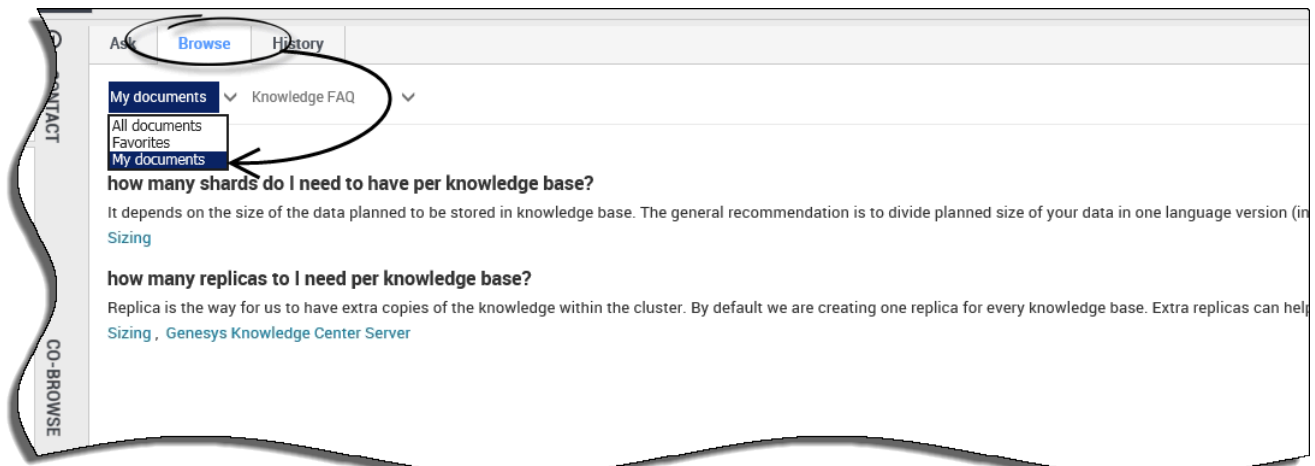 Ask Browse History
My documents Knowledge FAQ
All documents
Favorites
My documents
how many shards do I need to have per knowledge base?
It depends on the size of the data planned to be stored in knowledge base. The general recommendation is to divide planned size of your data in one language version (in
Sizing
how many replicas to I need per knowledge base?
Replica is the way for us to have extra copies of the knowledge within the cluster. By default we are creating one replica for every knowledge base. Extra replicas can help
Sizing , Genesys Knowledge Center Server
CO-BROWSE